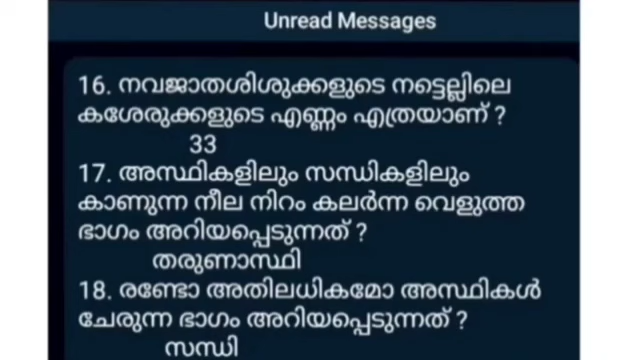 Unread Messages
16. നവജാതശിശുക്കളുടെ നട്ടെല്ലിലെ
കശേരുക്കളുടെ എണ്ണം എത്രയാണ് ?
33
17. അസ്ഥികളിലും സന്ധികളിലും
കാണുന്ന നീല നിറം കലർന്ന വെളുത്ത
ഭാഗം അറിയപ്പെടുന്നത് ?
തരുണാസ്ഥി
18. രണ്ടോ അതിലധികമോ അസ്ഥികൾ
ചേരുന്ന ഭാഗം അറിയപ്പെടുന്നത് ?
സന്ധി